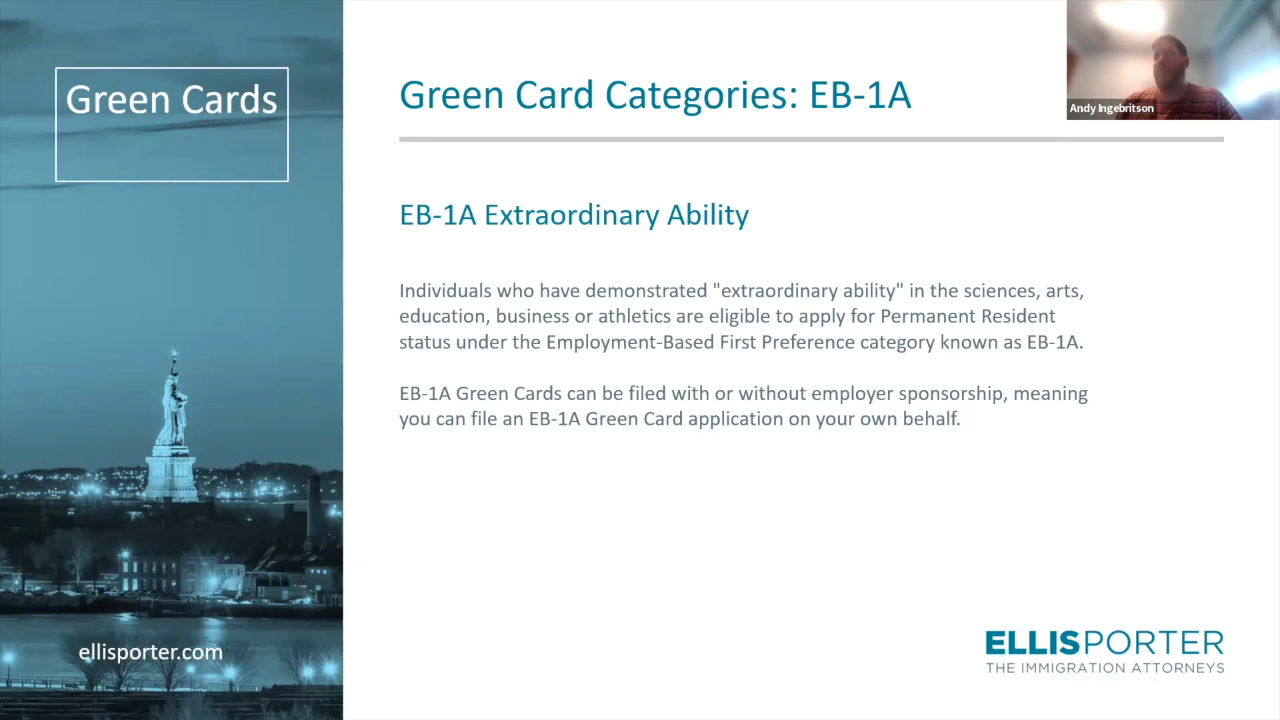 Green Cards
Green Card Categories: EB-1A
Andy Ingebritson
EB-1A Extraordinary Ability
Individuals who have demonstrated "extraordinary ability" in the sciences, arts,
education, business or athletics are eligible to apply for Permanent Resident
status under the Employment-Based First Preference category known as EB-1A.
EB-1A Green Cards can be filed with or without employer sponsorship, meaning
you can file an EB-1A Green Card application on your own behalf.
ellisporter.com
ELLISPORTER
THE IMMIGRATION ATTORNEYS